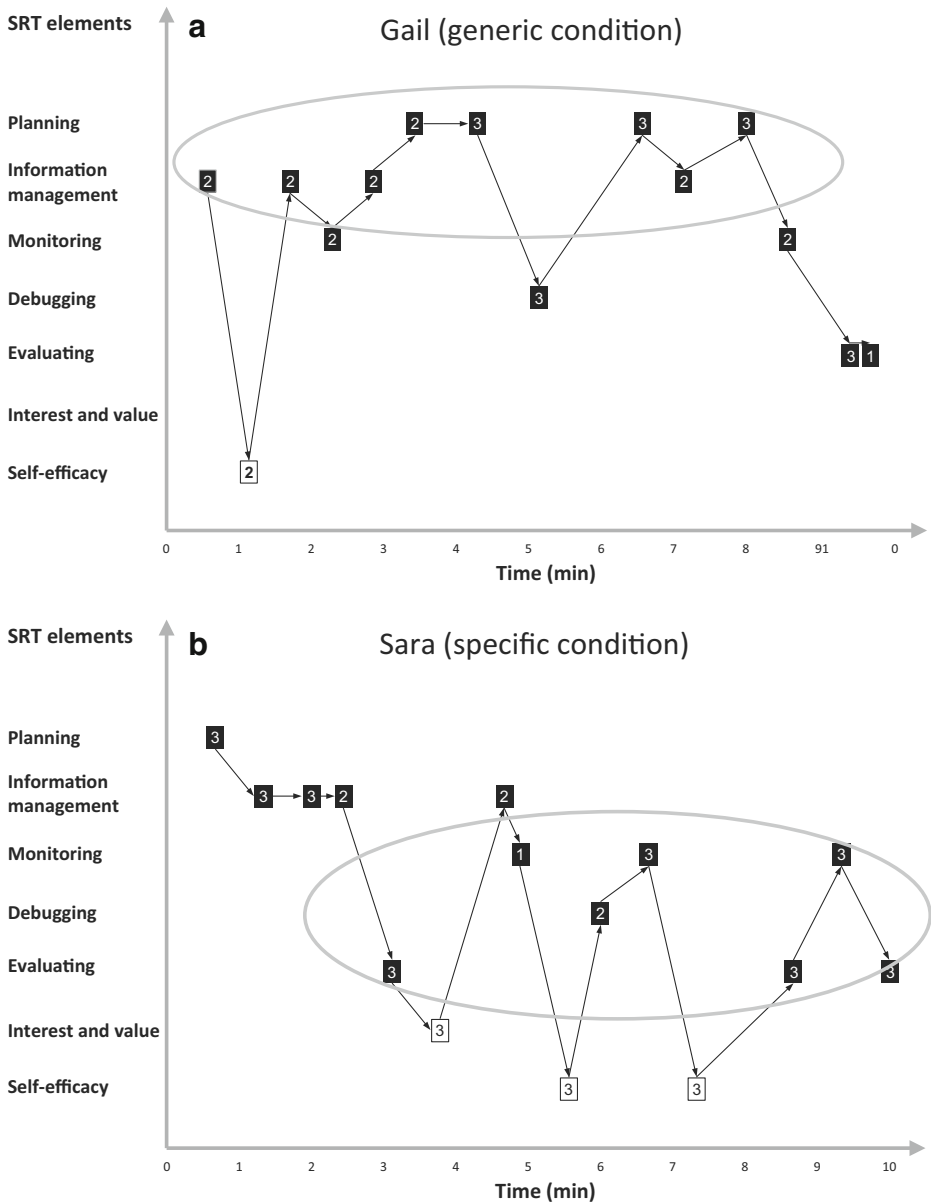 SRT elements
a
Gail (generic condition)
Planning
2
3
3
3
Information
management
2
2
2
2
Monitoring
2
2
Debugging
3
Evaluating
3
1
Interest and value
Self-efficacy
2
0
1
2
3
4
5
6
7
8
91
0
Time (min)
SRT elements
b
Sara (specific condition)
Planning
3
Information
management
3
3
2
2
Monitoring
1
3
3
Debugging
2
Evaluating
3
3
3
Interest and value
3
Self-efficacy
3
3
0
1
2
3
4
5
6
7
8
9
10
Time (min)